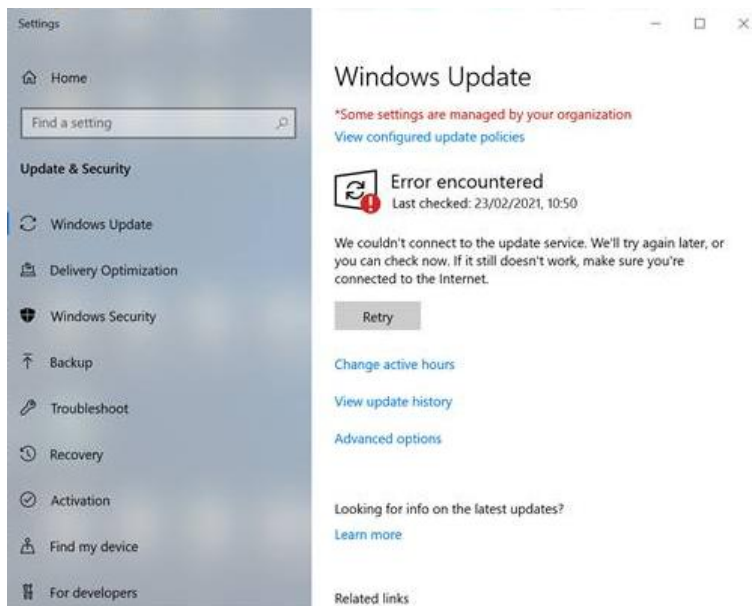 Settings
Home
Find a setting
Update & Security
Windows Update
Delivery Optimization
Windows Security
Backup
Troubleshoot
Recovery
Activation
Find my device
For developers
Windows Update
*Some settings are managed by your organization
View configured update policies
Error encountered
Last checked: 23/02/2021, 10:50
We couldn't connect to the update service. We'll try again later, or
you can check now. If it still doesn't work, make sure you're
connected to the Internet.
Retry
Change active hours
View update history
Advanced options
Looking for info on the latest updates?
Learn more
Related links